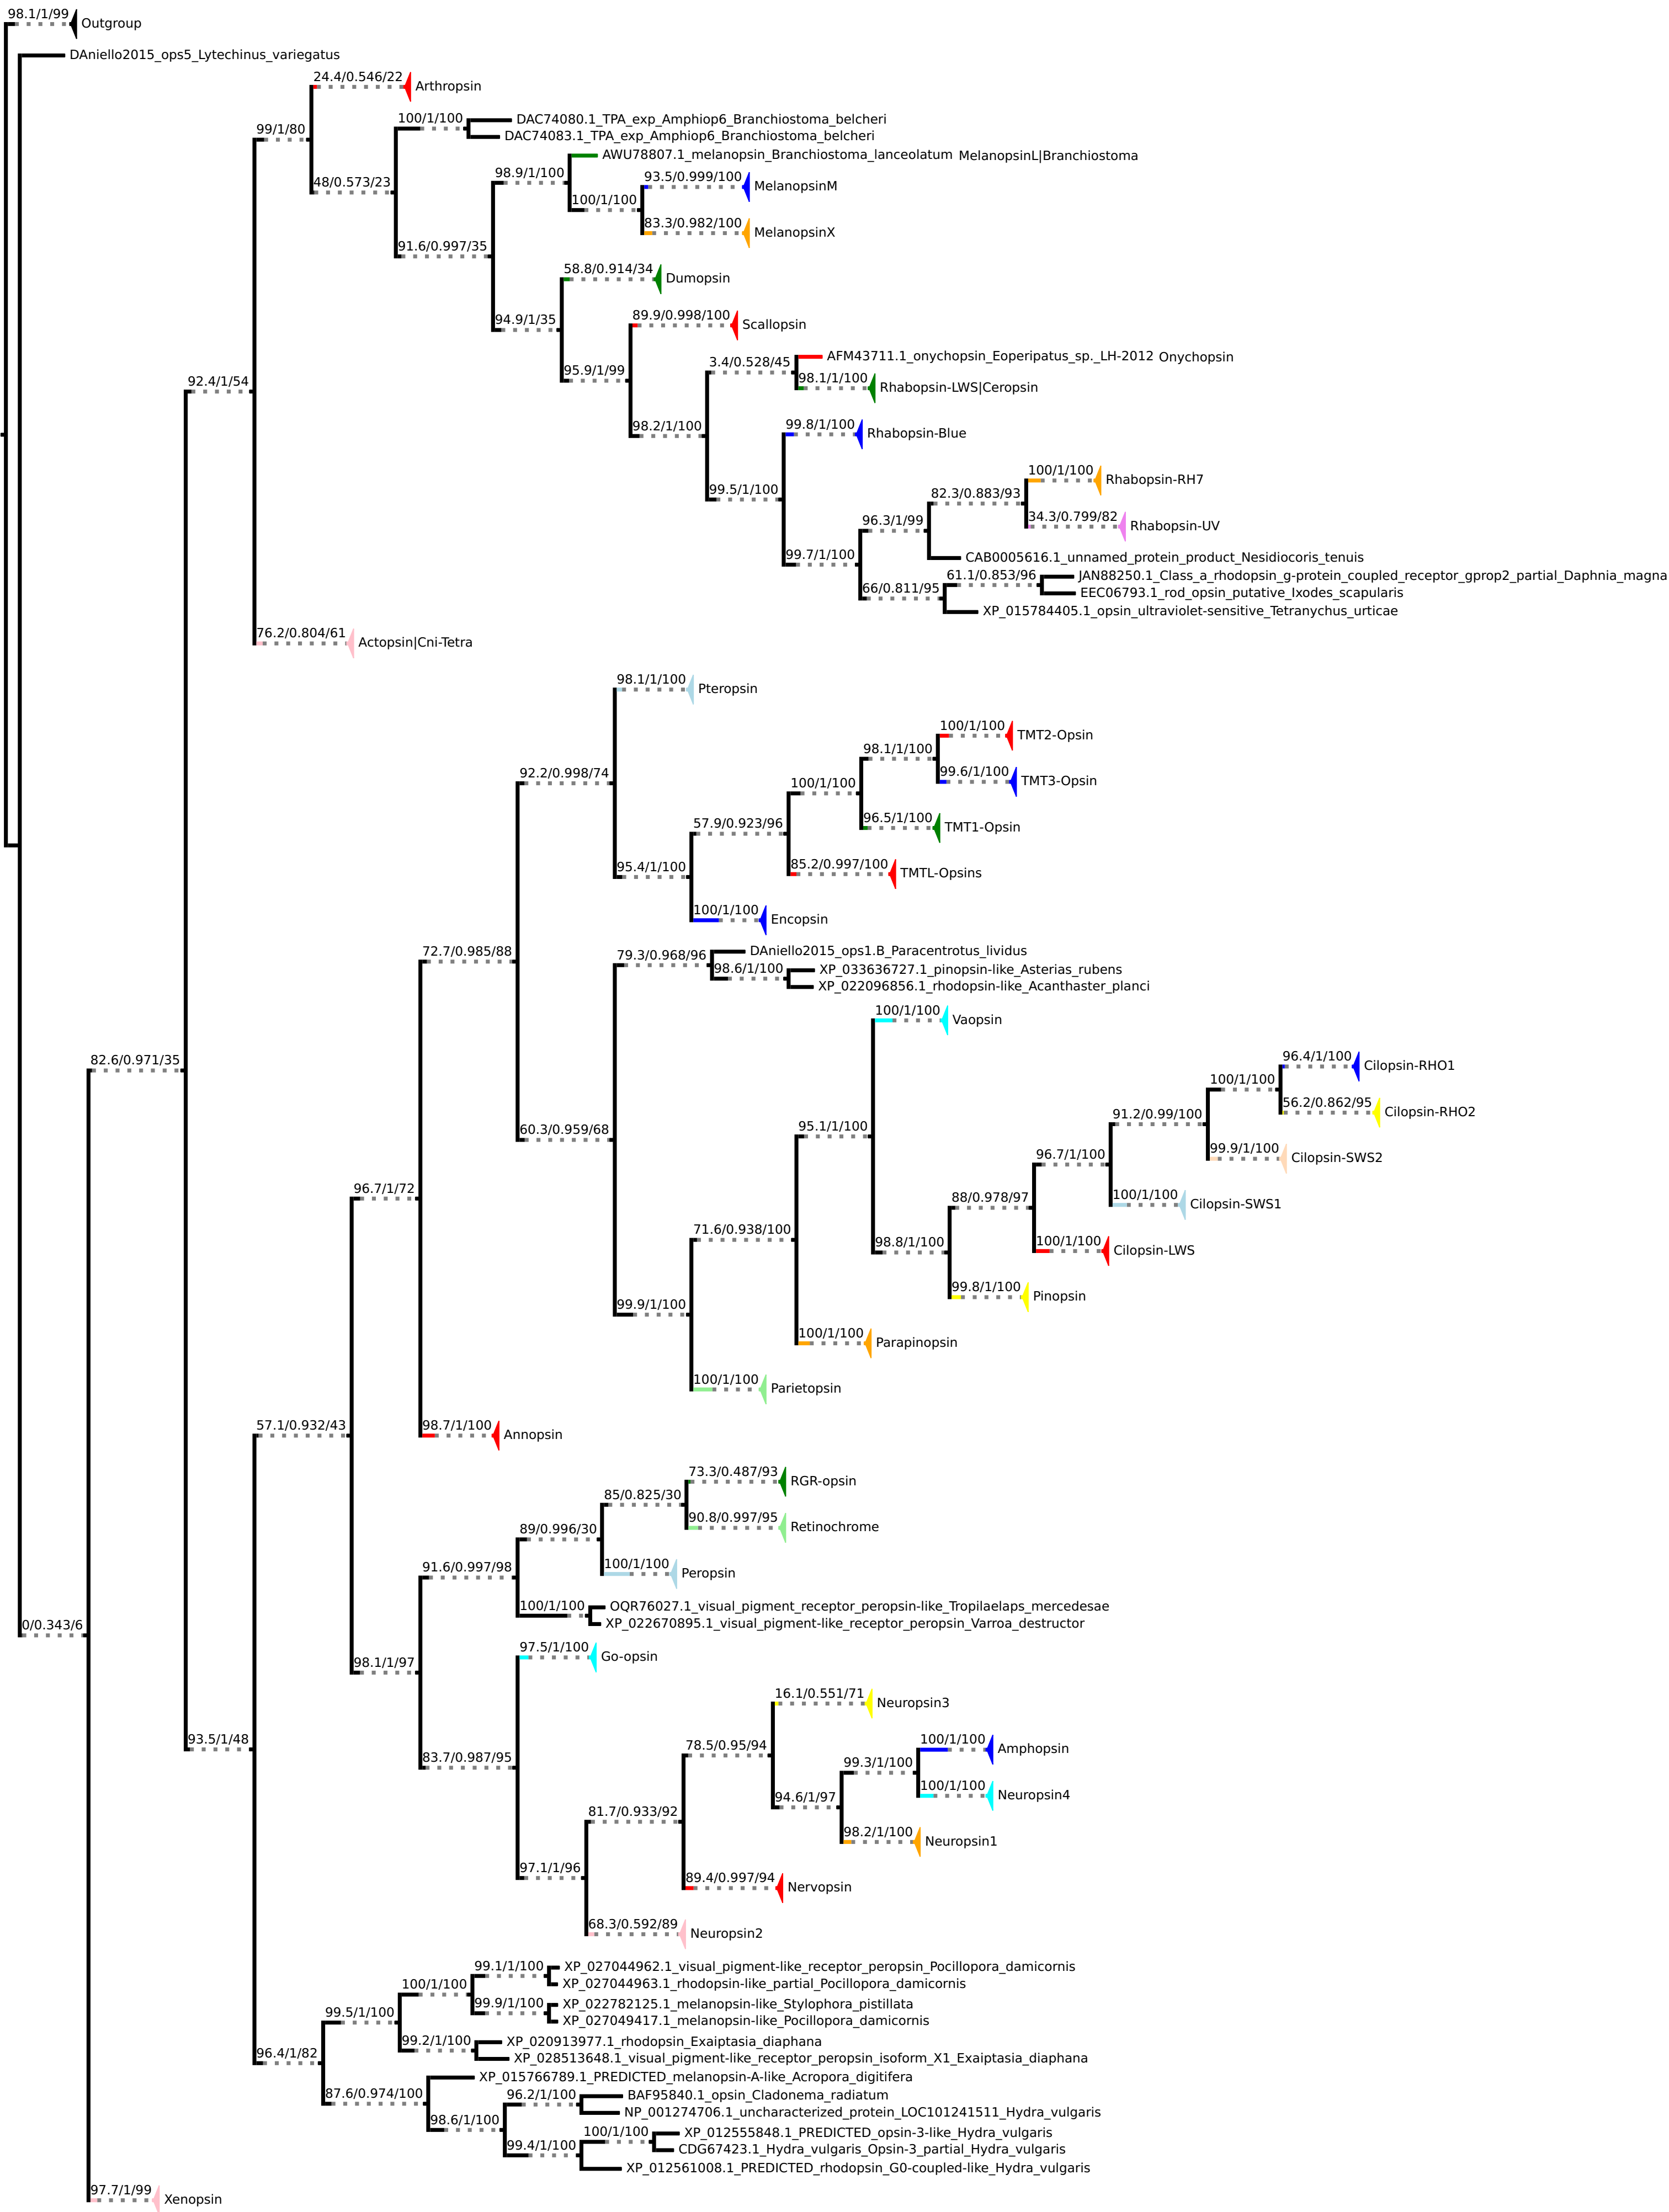 98.1/1/99 Outgroup
DAniello2015_ops5_Lytechinus_variegatus
24.4/0.546/22 Arthropsin
100/1/100 DAC74080.1_TPA_exp_Amphiop6_Branchiostoma_belcheri
99/1/80
DAC74083.1_TPA_exp_Amphiop6_Branchiostoma_belcheri
AWU78807.1_melanopsin_Branchiostoma_lanceolatum MelanopsinL|Branchiostoma
98.9/1/100
93.5/0.999/100 MelanopsinM
48/0.573/23
100/1/100
83.3/0.982/100 MelanopsinX
91.6/0.997/35
58.8/0.914/34 Dumopsin
94.9/1/35
89.9/0.998/100 Scallopsin
AFM43711.1_onychopsin_Eoperipatus_sp._LH-2012 Onychopsin
3.4/0.528/45
95.9/1/99
98.1/1/100 Rhabopsin-LWS|Ceropsin
92.4/1/54
98.2/1/100
99.8/1/100 Rhabopsin-Blue
100/1/100 Rhabopsin-RH7
99.5/1/100
82.3/0.883/93
34.3/0.799/82 Rhabopsin-UV
96.3/1/99
99.7/1/100
CAB0005616.1_unnamed_protein_product_Nesidiocoris_tenuis
61.1/0.853/96 JAN88250.1_Class_a_rhodopsin_g-protein_coupled_receptor_gprop2_partial_Daphnia_magna
66/0.811/95
EEC06793.1_rod_opsin_putative_Ixodes_scapularis
XP_015784405.1_opsin_ultraviolet-sensitive_Tetranychus_urticae
76.2/0.804/61 Actopsin|Cni-Tetra
98.1/1/100 Pteropsin
100/1/100 TMT2-Opsin
98.1/1/100
92.2/0.998/74
99.6/1/100 TMT3-Opsin
100/1/100
96.5/1/100 TMT1-Opsin
57.9/0.923/96
95.4/1/100
85.2/0.997/100 TMTL-Opsins
100/1/100 Encopsin
72.7/0.985/88
79.3/0.968/96 DAniello2015_ops1.B_Paracentrotus_lividus
98.6/1/100 XP_033636727.1_pinopsin-like_Asterias_rubens
XP_022096856.1_rhodopsin-like_Acanthaster_planci
100/1/100 Vaopsin
82.6/0.971/35
96.4/1/100 Cilopsin-RHO1
100/1/100
56.2/0.862/95 Cilopsin-RHO2
91.2/0.99/100
60.3/0.959/68
95.1/1/100
99.9/1/100 Cilopsin-SWS2
96.7/1/100
96.7/1/72
88/0.978/97
100/1/100 Cilopsin-SWS1
71.6/0.938/100
98.8/1/100
100/1/100 Cilopsin-LWS
99.8/1/100 Pinopsin
99.9/1/100
100/1/100 Parapinopsin
100/1/100 Parietopsin
57.1/0.932/43
98.7/1/100 Annopsin
73.3/0.487/93 RGR-opsin
85/0.825/30
90.8/0.997/95 Retinochrome
89/0.996/30
91.6/0.997/98
100/1/100 Peropsin
100/1/100 OQR76027.1_visual_pigment_receptor_peropsin-like_Tropilaelaps_mercedesae
XP_022670895.1_visual_pigment-like_receptor_peropsin_Varroa_destructor
0/0.343/6
98.1/1/97
97.5/1/100 Go-opsin
16.1/0.551/71 Neuropsin3
93.5/1/48
83.7/0.987/95
78.5/0.95/94
100/1/100 Amphopsin
99.3/1/100
100/1/100 Neuropsin4
94.6/1/97
81.7/0.933/92
98.2/1/100 Neuropsin1
97.1/1/96
89.4/0.997/94 Nervopsin
68.3/0.592/89 Neuropsin2
99.1/1/100 XP_027044962.1_visual_pigment-like_receptor_peropsin_Pocillopora_damicornis
100/1/100
XP_027044963.1_rhodopsin-like_partial_Pocillopora_damicornis
99.9/1/100 XP_022782125.1_melanopsin-like_Stylophora_pistillata
99.5/1/100
XP_027049417.1_melanopsin-like_Pocillopora_damicornis
99.2/1/100 XP_020913977.1_rhodopsin_Exaiptasia_diaphana
96.4/1/82
XP_028513648.1_visual_pigment-like_receptor_peropsin_isoform_X1_Exaiptasia_diaphana
XP_015766789.1_PREDICTED_melanopsin-A-like_Acropora_digitifera
87.6/0.974/100
96.2/1/100 BAF95840.1_opsin_Cladonema_radiatum
NP_001274706.1_uncharacterized_protein_LOC101241511_Hydra_vulgaris
98.6/1/100
100/1/100 XP_012555848.1_PREDICTED_opsin-3-like_Hydra_vulgaris
99.4/1/100
CDG67423.1_Hydra_vulgaris_Opsin-3_partial_Hydra_vulgaris
XP_012561008.1_PREDICTED_rhodopsin_G0-coupled-like_Hydra_vulgaris
97.7/1/99 Xenopsin